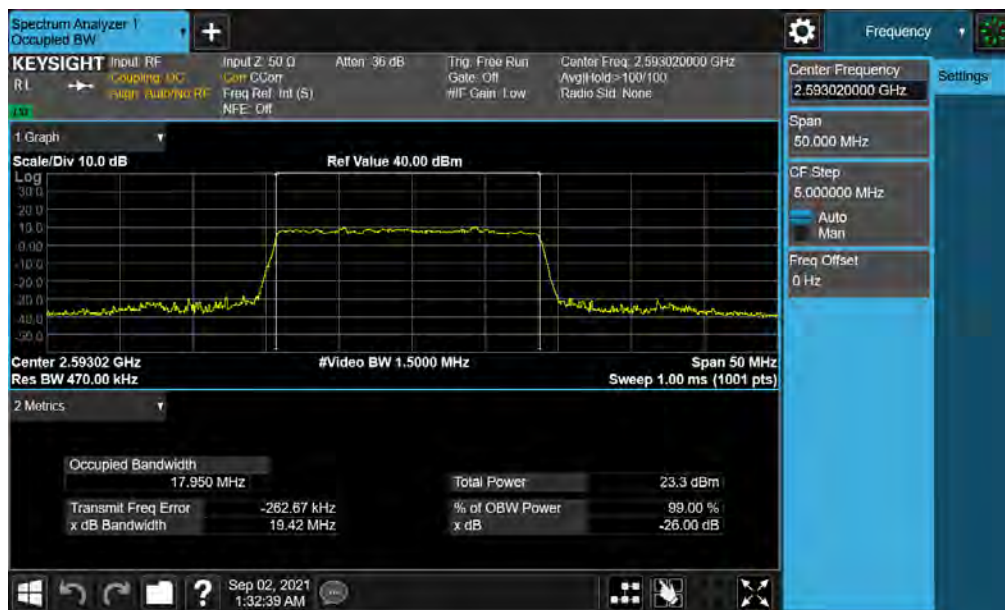 Spectrum Analyzer 1
Occupied BW
Frequency
KEYSIGHT
Input: RF
Input Z: 50 Ω
Atten: 36 dB
Trig: Free Run
Center Freq: 2.593020000 GHz
Coupling: DC
Corr CCorr
Gate: Off
Avg|Hold:>100/100
Align: Auto/No RF
Freq Ref: Int (S)
#IF Gain: Low
Radio Std: None
NFE: Off
Center Frequency
2.593020000 GHz
Settings
Span
50.000 MHz
CF Step
5.000000 MHz
Auto
Man
Freq Offset
0 Hz
1 Graph
Scale/Div 10.0 dB
Ref Value 40.00 dBm
Log
30.0
20.0
10.0
0.00
-10.0
-20.0
-30.0
-40.0
-50.0
Center 2.59302 GHz
#Video BW 1.5000 MHz
Span 50 MHz
Res BW 470.00 kHz
Sweep 1.00 ms (1001 pts)
2 Metrics
Occupied Bandwidth
17.950 MHz
Total Power
23.3 dBm
Transmit Freq Error
-262.67 kHz
% of OBW Power
99.00 %
x dB Bandwidth
19.42 MHz
x dB
-26.00 dB
Sep 02, 2021
1:32:39 AM